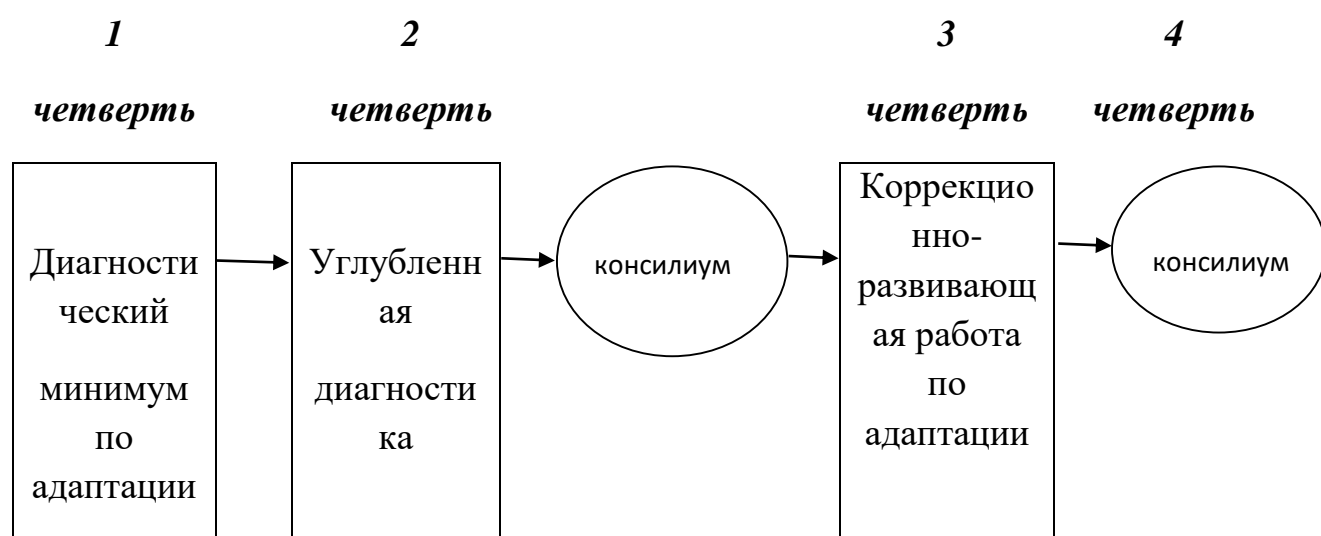 1
четверть
2
четверть
3
четверть
4
четверть
Диагности
ческий
минимум
по
адаптации
Углубленн
ая
диагности
ка
консилиум
Коррекцио
нно-
развивающ
ая работа
по
адаптации
консилиум